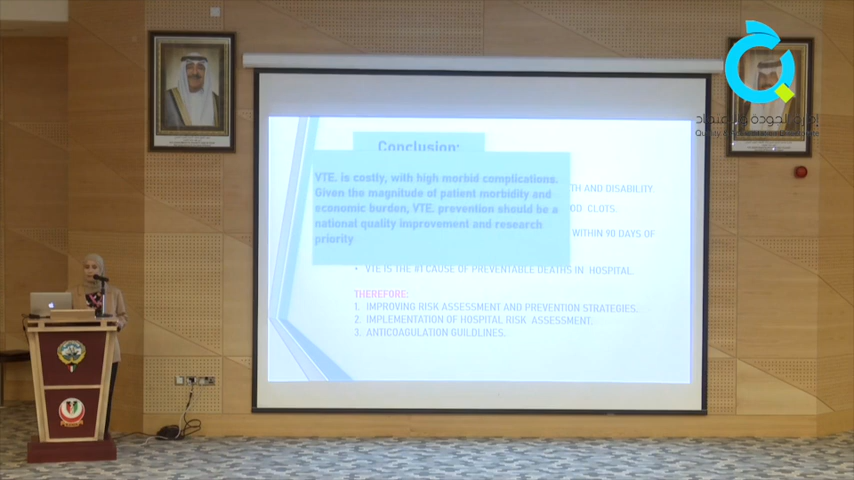 Conclusion:
VTE. is costly, with high morbid complications.
Given the magnitude of patient morbidity and
economic burden, VTE. prevention should be a
national quality improvement and research
priority
TH AND DISABILITY.
OD CLOTS.
WITHIN 90 DAYS OF
• VTE IS THE #1 CAUSE OF PREVENTABLE DEATHS IN HOSPITAL.
THEREFORE:
1. IMPROVING RISK ASSESSMENT AND PREVENTION STRATEGIES.
2. IMPLEMENTATION OF HOSPITAL RISK ASSESSMENT.
3. ANTICOAGULATION GUILDLINES.